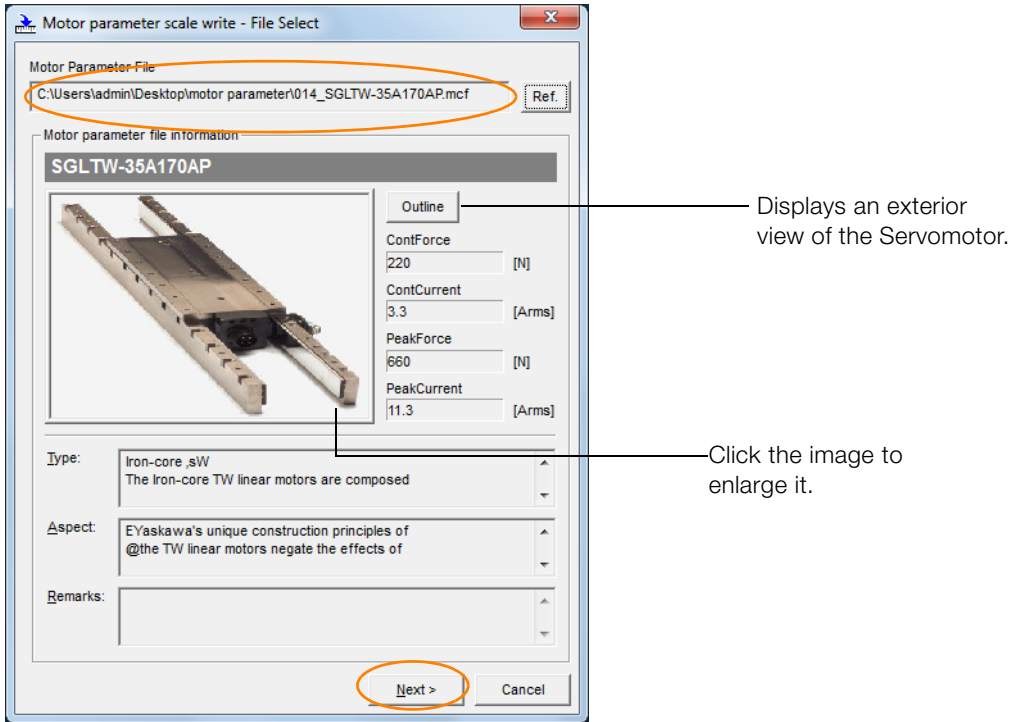 Motor parameter scale write - File Select
Motor Parameter File
C:\Users\admin\Desktop\motor parameter\014_SGLTW-35A170AP.mcf
Ref.
Motor parameter file information
SGLTW-35A170AP
Outline
Displays an exterior
view of the Servomotor.
ContForce
220 [N]
ContCurrent
3.3 [Arms]
PeakForce
660 [N]
PeakCurrent
11.3 [Arms]
Click the image to
enlarge it.
Type:
Iron-core ,sW
The Iron-core TW linear motors are composed
Aspect:
EYaskawa's unique construction principles of
@the TW linear motors negate the effects of
Remarks:
Next >
Cancel